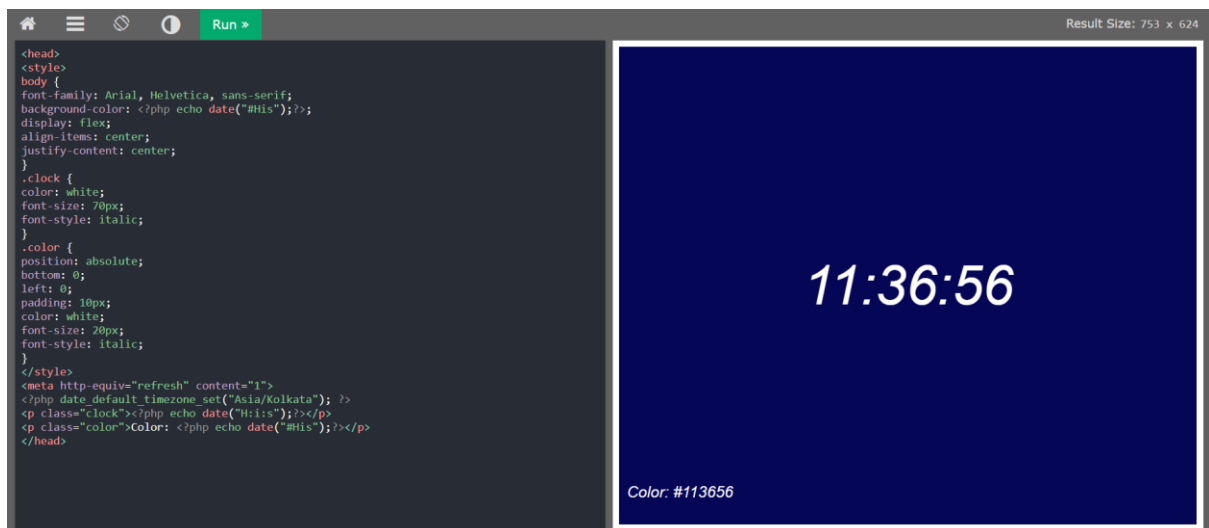 Run »
Result Size: 753 x 624
<head>
<style>
body {
font-family: Arial, Helvetica, sans-serif;
background-color: <?php echo date("#His");?>;
display: flex;
align-items: center;
justify-content: center;
}
.clock {
color: white;
font-size: 70px;
font-style: italic;
}
.color {
position: absolute;
bottom: 0;
left: 0;
padding: 10px;
color: white;
font-size: 20px;
font-style: italic;
}
</style>
<meta http-equiv="refresh" content="1">
<?php date_default_timezone_set("Asia/Kolkata"); ?>
<p class="clock"><?php echo date("H:i:s");?></p>
<p class="color">Color: <?php echo date("#His");?></p>
</head>
11:36:56
Color: #113656